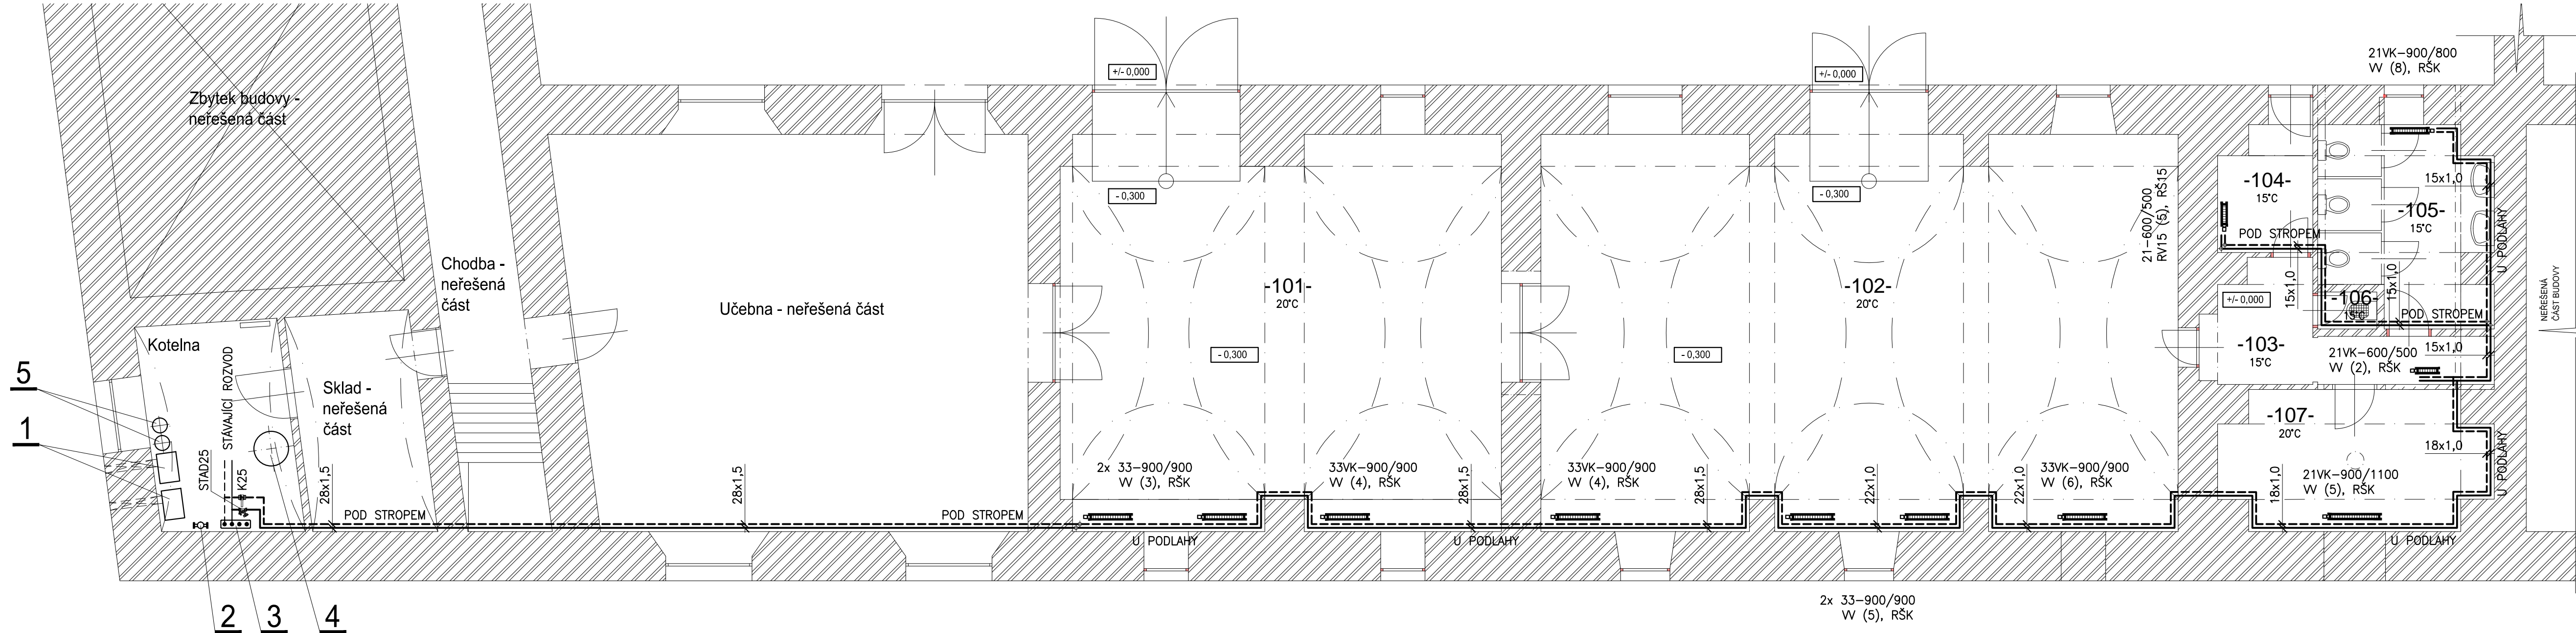 Zbytek budovy -
neřešená část
Chodba -
neřešená
část
Učebna - neřešená část
Kotelna
Sklad -
neřešená
část
STÁVAJÍCÍ ROZVOD
STAD25
K25
5
1
2
3
4
28x1,5
POD STROPEM
28x1,5
POD STROPEM
+/- 0,000
- 0,300
-101-
20°C
- 0,300
2x 33-900/900
VV (3), RŠK
33VK-900/900
VV (4), RŠK
28x1,5
U PODLAHY
U PODLAHY
+/- 0,000
- 0,300
-102-
20°C
- 0,300
33VK-900/900
VV (4), RŠK
28x1,5
22x1,0
22x1,0
33VK-900/900
VV (6), RŠK
2x 33-900/900
VV (5), RŠK
21-600/500
RV15 (5), RŠ15
21VK-900/800
VV (8), RŠK
-104-
15°C
POD STROPEM
15x1,0
-105-
15°C
15x1,0
U PODLAHY
15x1,0
-106-
15°C
POD STROPEM
+/- 0,000
-103-
15°C
21VK-600/500
VV (2), RŠK
15x1,0
-107-
20°C
18x1,0
U PODLAHY
18x1,0
21VK-900/1100
VV (5), RŠK
U PODLAHY
NEŘEŠENÁ
ČÁST BUDOVY